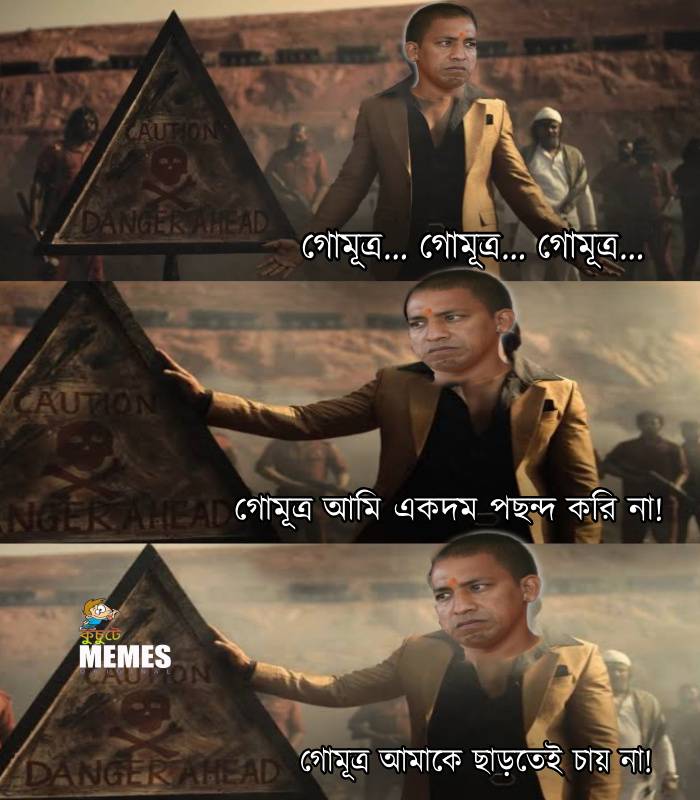 CAUTION
DANGER AHEAD
গোমূত্র... গোমূত্র... গোমূত্র...
CAUTION
NGER AHEAD
গোমূত্র আমি একদম পছন্দ করি না!
কুচুটে
MEMES
CAUTION
DANGER AHEAD
গোমূত্র আমাকে ছাড়তেই চায় না!